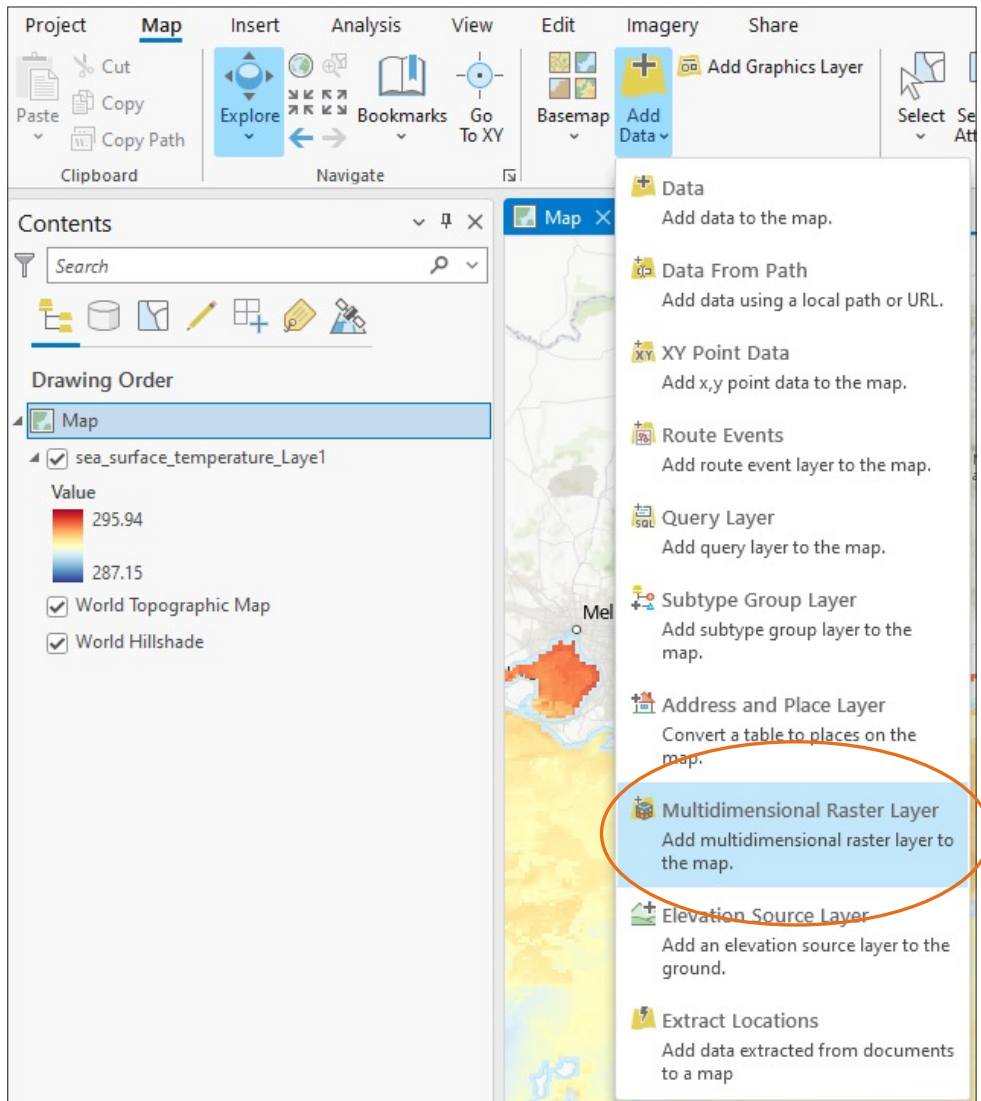 Project Map Insert Analysis View Edit Imagery Share
Paste
Cut
Copy
Copy Path
Clipboard
Explore
Bookmarks
Go
To XY
Navigate
Basemap
Add
Data
Add Graphics Layer
Select
Se
Att
Contents
Search
Drawing Order
Map
sea_surface_temperature_Laye1
Value
295.94
287.15
World Topographic Map
World Hillshade
Map
Mel
Data
Add data to the map.
Data From Path
Add data using a local path or URL.
XY
XY Point Data
Add x,y point data to the map.
Route Events
Add route event layer to the map.
SQL
Query Layer
Add query layer to the map.
Subtype Group Layer
Add subtype group layer to the
map.
Address and Place Layer
Convert a table to places on the
map.
Multidimensional Raster Layer
Add multidimensional raster layer to
the map.
Elevation Source Layer
Add an elevation source layer to the
ground.
Extract Locations
Add data extracted from documents
to a map